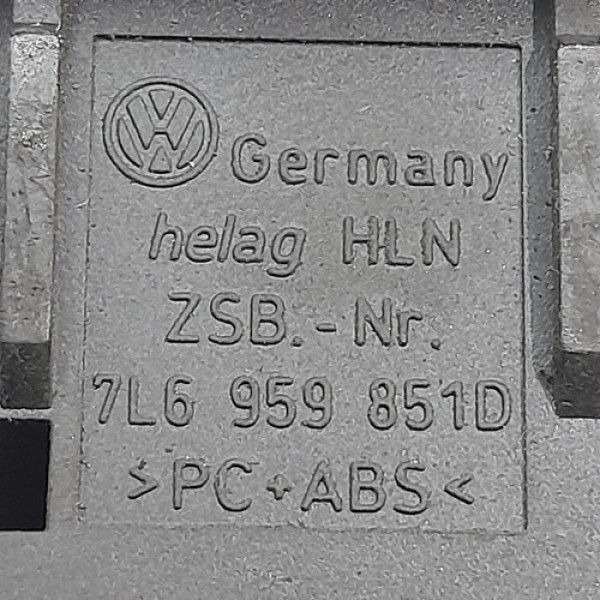 Germany
helag HLN
ZSB.-Nr.
7L6 959 851D
>PC+ABS<